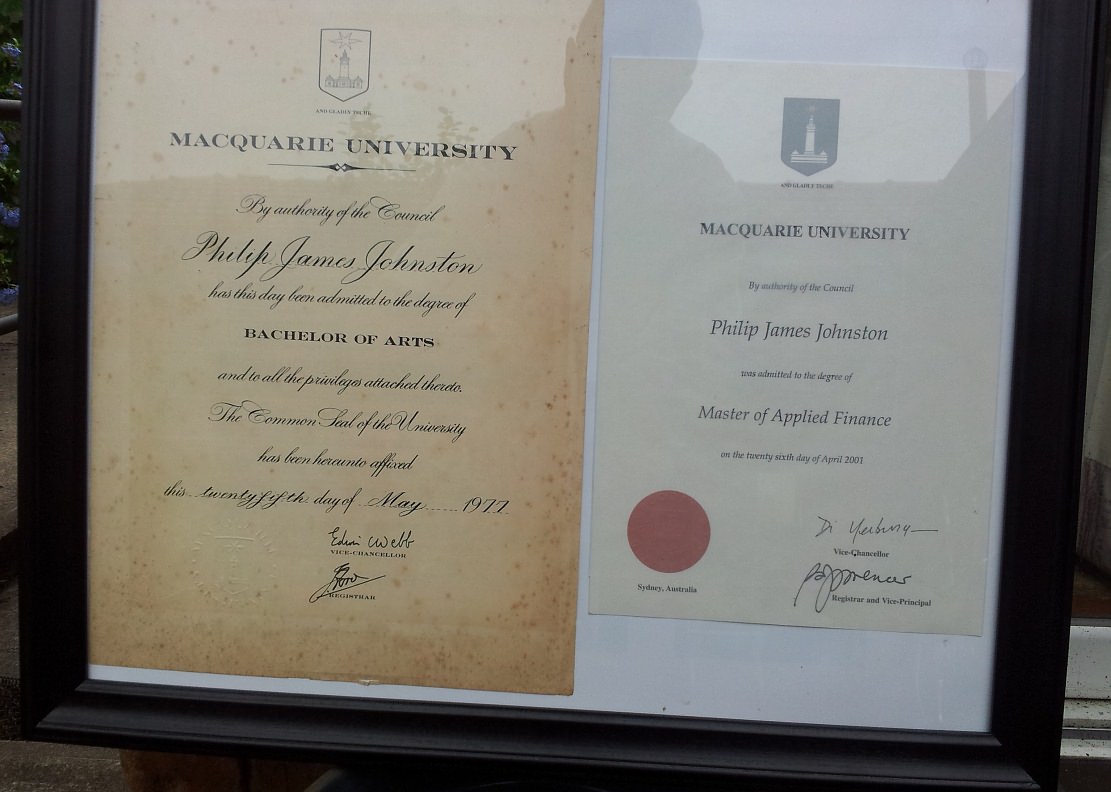 AND GLADLY TECHE
MACQUARIE UNIVERSITY
By authority of the Council
Philip James Johnston
has this day been admitted to the degree of
BACHELOR OF ARTS
and to all the privileges attached thereto.
The Common Seal of the University
has been hereunto affixed
this twenty fifth day of May 1977
Edwin Webb
VICE-CHANCELLOR
REGISTRAR
AND GLADLY TECHE
MACQUARIE UNIVERSITY
By authority of the Council
Philip James Johnston
was admitted to the degree of
Master of Applied Finance
on the twenty sixth day of April 2001
Di Yerbury
Vice-Chancellor
Sydney, Australia
Registrar and Vice-Principal